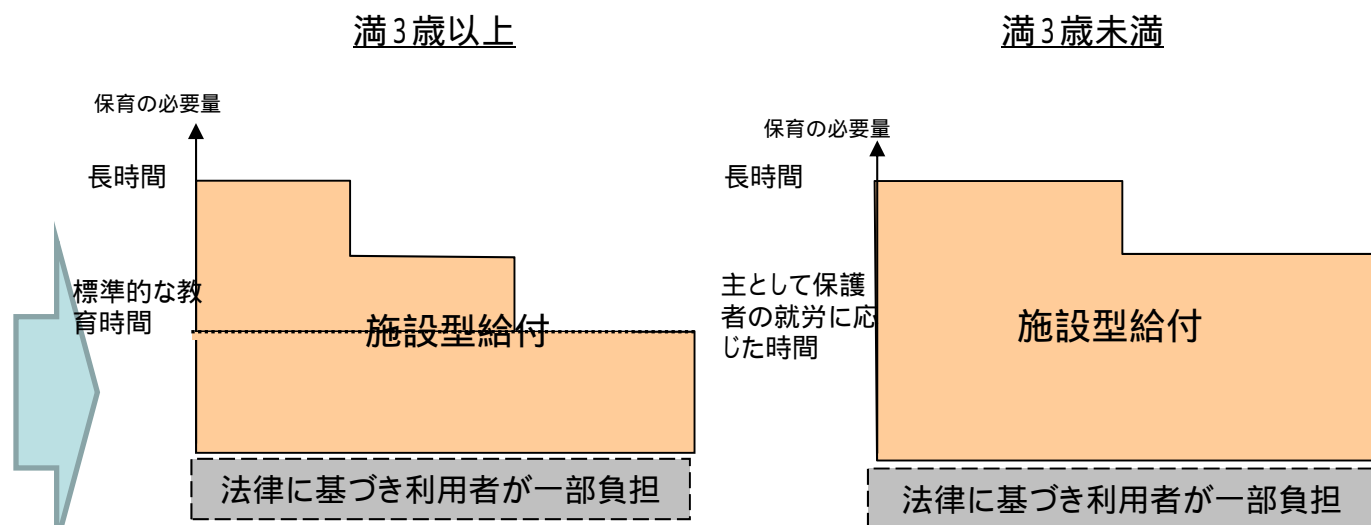 満3歳以上
満3歳未満
保育の必要量
長時間
標準的な教
育時間
施設型給付
法律に基づき利用者が一部負担
保育の必要量
長時間
主として保護
者の就労に応
じた時間
施設型給付
法律に基づき利用者が一部負担